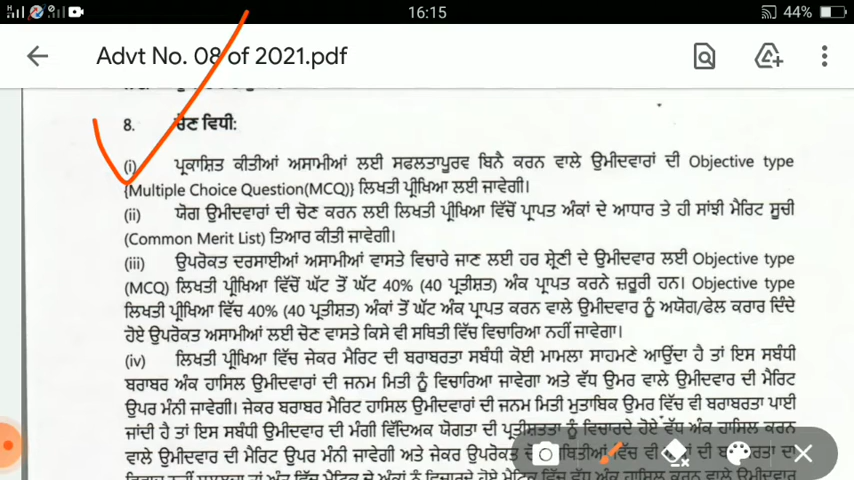 16:15
44%
Advt No. 08 of 2021.pdf
8. ਚੋਣ ਵਿਧੀ:
(i) ਪ੍ਰਕਾਸ਼ਿਤ ਕੀਤੀਆਂ ਅਸਾਮੀਆਂ ਲਈ ਸਫਲਤਾਪੂਰਵ ਬਿਨੈ ਕਰਨ ਵਾਲੇ ਉਮੀਦਵਾਰਾਂ ਦੀ Objective type
{Multiple Choice Question(MCQ)} ਲਿਖਤੀ ਪ੍ਰੀਖਿਆ ਲਈ ਜਾਵੇਗੀ।
(ii) ਯੋਗ ਉਮੀਦਵਾਰਾਂ ਦੀ ਚੋਣ ਕਰਨ ਲਈ ਲਿਖਤੀ ਪ੍ਰੀਖਿਆ ਵਿੱਚੋਂ ਪ੍ਰਾਪਤ ਅੰਕਾਂ ਦੇ ਆਧਾਰ ਤੇ ਹੀ ਸਾਂਝੀ ਮੈਰਿਟ ਸੂਚੀ
(Common Merit List) ਤਿਆਰ ਕੀਤੀ ਜਾਵੇਗੀ।
(iii) ਉਪਰੋਕਤ ਦਰਸਾਈਆਂ ਅਸਾਮੀਆਂ ਵਾਸਤੇ ਵਿਚਾਰੇ ਜਾਣ ਲਈ ਹਰ ਸ਼੍ਰੇਣੀ ਦੇ ਉਮੀਦਵਾਰ ਲਈ Objective type
(MCQ) ਲਿਖਤੀ ਪ੍ਰੀਖਿਆ ਵਿੱਚੋਂ ਘੱਟ ਤੋਂ ਘੱਟ 40% (40 ਪ੍ਰਤੀਸ਼ਤ) ਅੰਕ ਪ੍ਰਾਪਤ ਕਰਨੇ ਜ਼ਰੂਰੀ ਹਨ। Objective type
ਲਿਖਤੀ ਪ੍ਰੀਖਿਆ ਵਿੱਚ 40% (40 ਪ੍ਰਤੀਸ਼ਤ) ਅੰਕਾਂ ਤੋਂ ਘੱਟ ਅੰਕ ਪ੍ਰਾਪਤ ਕਰਨ ਵਾਲੇ ਉਮੀਦਵਾਰ ਨੂੰ ਅਯੋਗ/ਫੇਲ ਕਰਾਰ ਦਿੰਦੇ
ਹੋਏ ਉਪਰੋਕਤ ਅਸਾਮੀਆਂ ਲਈ ਚੋਣ ਵਾਸਤੇ ਕਿਸੇ ਵੀ ਸਥਿਤੀ ਵਿੱਚ ਵਿਚਾਰਿਆ ਨਹੀਂ ਜਾਵੇਗਾ।
(iv) ਲਿਖਤੀ ਪ੍ਰੀਖਿਆ ਵਿੱਚ ਜੇਕਰ ਮੈਰਿਟ ਦੀ ਬਰਾਬਰਤਾ ਸਬੰਧੀ ਕੋਈ ਮਾਮਲਾ ਸਾਹਮਣੇ ਆਉਂਦਾ ਹੈ ਤਾਂ ਇਸ ਸਬੰਧੀ
ਬਰਾਬਰ ਅੰਕ ਹਾਸਿਲ ਉਮੀਦਵਾਰਾਂ ਦੀ ਜਨਮ ਮਿਤੀ ਨੂੰ ਵਿਚਾਰਿਆ ਜਾਵੇਗਾ ਅਤੇ ਵੱਧ ਉਮਰ ਵਾਲੇ ਉਮੀਦਵਾਰ ਦੀ ਮੈਰਿਟ
ਉਪਰ ਮੰਨੀ ਜਾਵੇਗੀ। ਜੇਕਰ ਬਰਾਬਰ ਮੈਰਿਟ ਹਾਸਿਲ ਉਮੀਦਵਾਰਾਂ ਦੀ ਜਨਮ ਮਿਤੀ ਮੁਤਾਬਿਕ ਉਮਰ ਵਿੱਚ ਵੀ ਬਰਾਬਰਤਾ ਪਾਈ
ਜਾਂਦੀ ਹੈ ਤਾਂ ਇਸ ਸਬੰਧੀ ਉਮੀਦਵਾਰ ਦੀ ਮੰਗੀ ਵਿੱਦਿਅਕ ਯੋਗਤਾ ਦੀ ਪ੍ਰਤੀਸ਼ਤਤਾ ਨੂੰ ਵਿਚਾਰਦੇ ਹੋਏ ਵੱਧ ਅੰਕ ਹਾਸਿਲ ਕਰਨ
ਵਾਲੇ ਉਮੀਦਵਾਰ ਦੀ ਮੈਰਿਟ ਉਪਰ ਮੰਨੀ ਜਾਵੇਗੀ ਅਤੇ ਜੇਕਰ ਉਪਰੋਕਤ ਵਿੱਚ ਵੀ ਬਰਾਬਰਤਾ ਦਾ